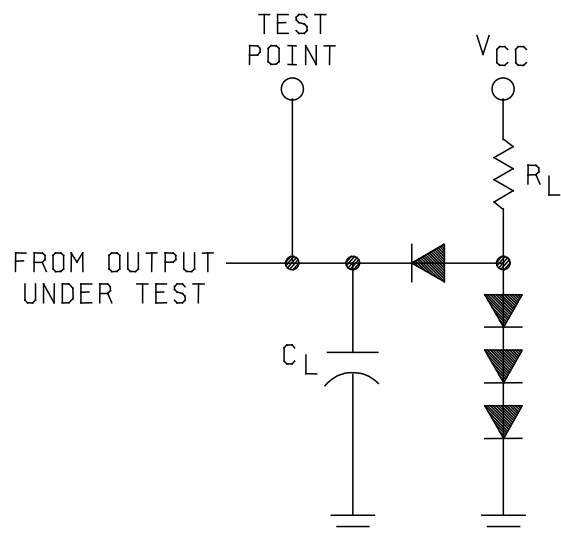 TEST
POINT
VCC
RL
FROM OUTPUT
UNDER TEST
CL